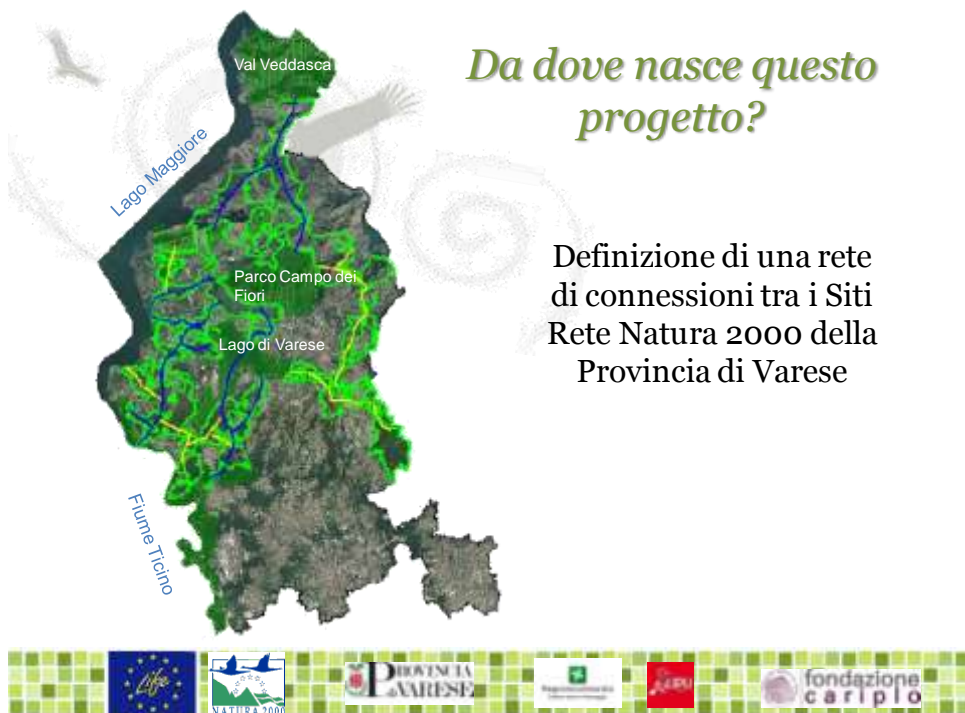 Da dove nasce questo
progetto?
Val Veddasca
Lago Maggiore
Parco Campo dei
Fiori
Lago di Varese
Fiume Ticino
Definizione di una rete
di connessioni tra i Siti
Rete Natura 2000 della
Provincia di Varese
Life
NATURA 2000
PROVINCIA
di VARESE
RegioneLombardia
LIPU
fondazione
cariplo